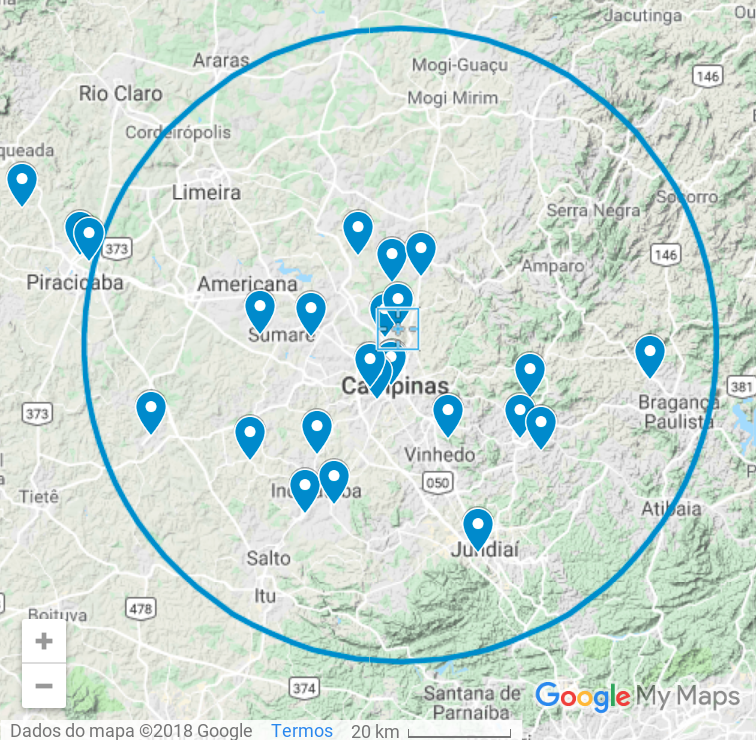 Jacutinga
Araras
Mogi-Guaçu
146
Rio Claro
Mogi Mirim
Cordeirópolis
queada
Limeira
Socorro
Serra Negra
373
146
Amparo
Piracicaba
Americana
Sumaré
Campinas
381
373
Bragança
Paulista
Vinhedo
050
Indaiatuba
Tietê
Atibaia
Jundiaí
Salto
Itu
478
Boituva
+
374
−
Santana de
Parnaíba
Google My Maps
Dados do mapa ©2018 Google
Termos
20 km